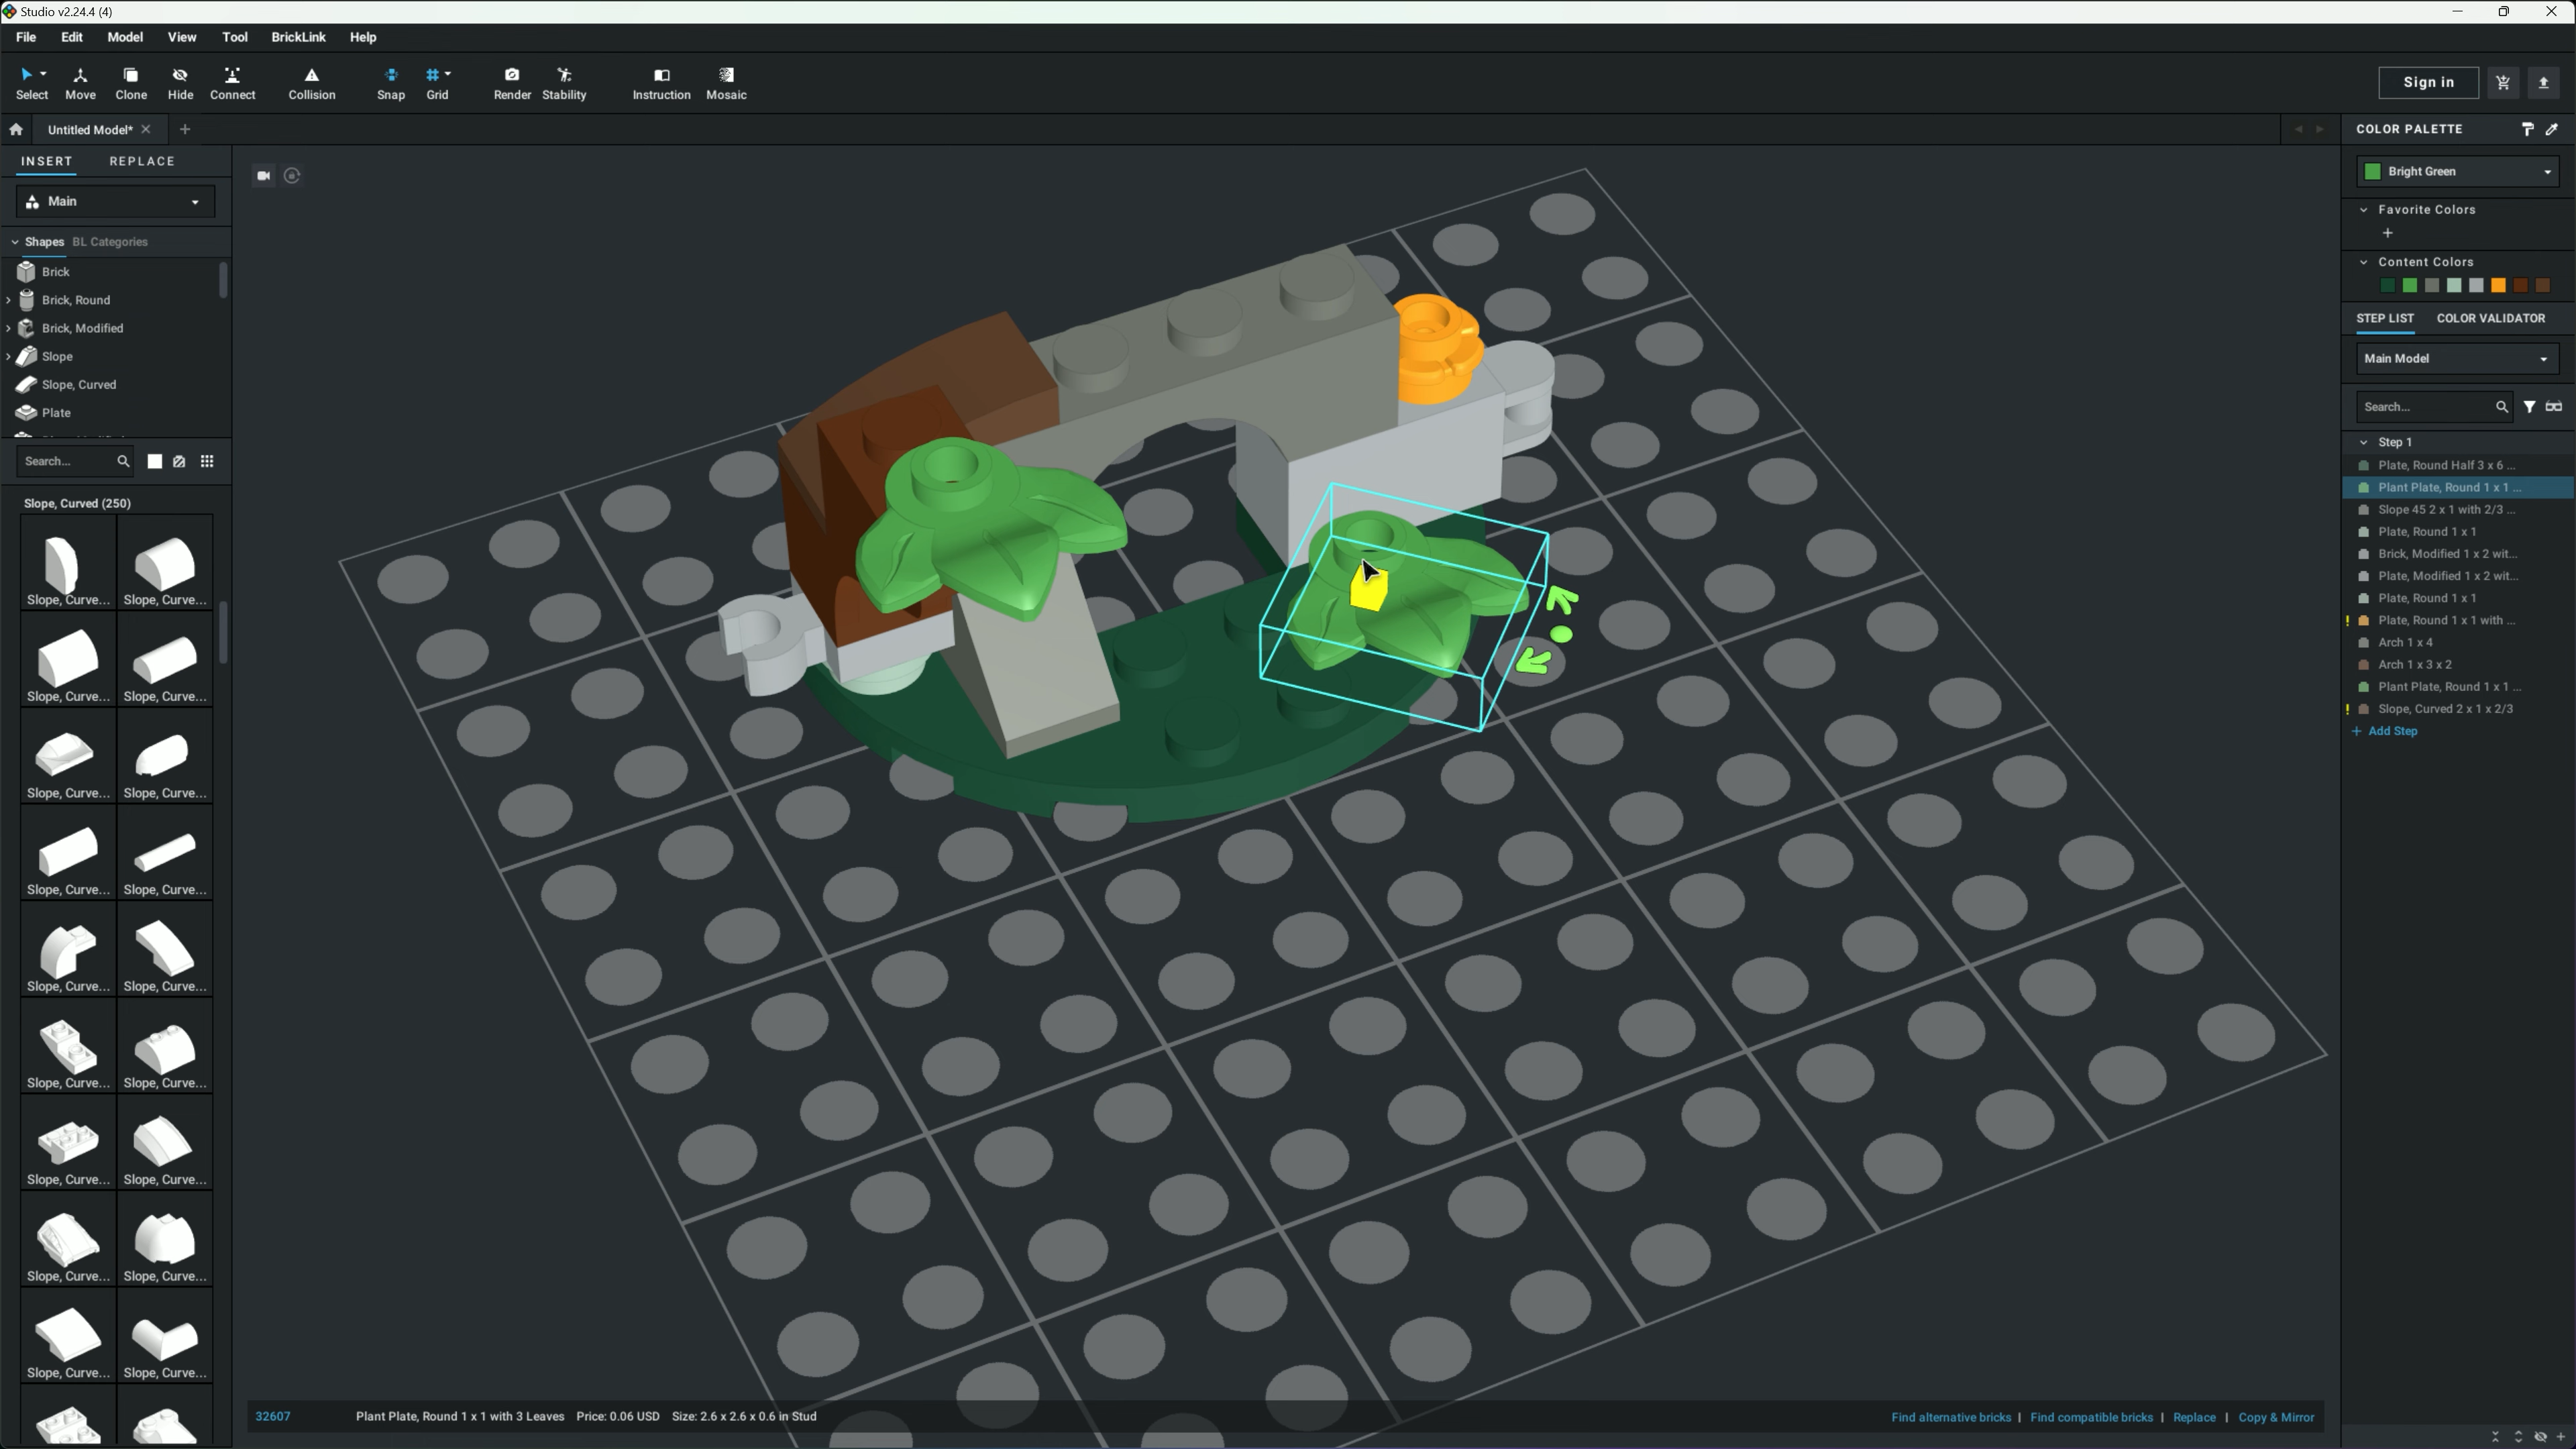 Studio v2.24.4 (4)
File Edit Model View Tool BrickLink Help
Select Move Clone Hide Connect Collision Snap Grid Render Stability Instruction Mosaic
Sign in
Untitled Model*
COLOR PALETTE
INSERT REPLACE
Main
Shapes BL Categories
Brick
Brick, Round
Brick, Modified
Slope
Slope, Curved
Plate
Search...
Slope, Curved (250)
Slope, Curve... Slope, Curve...
Slope, Curve... Slope, Curve...
Slope, Curve... Slope, Curve...
Slope, Curve... Slope, Curve...
Slope, Curve... Slope, Curve...
Slope, Curve... Slope, Curve...
Slope, Curve... Slope, Curve...
Slope, Curve... Slope, Curve...
Slope, Curve... Slope, Curve...
32607 Plant Plate, Round 1 x 1 with 3 Leaves Price: 0.06 USD Size: 2.6 x 2.6 x 0.6 in Stud
Find alternative bricks | Find compatible bricks | Replace | Copy & Mirror
Bright Green
Favorite Colors
+
Content Colors
STEP LIST COLOR VALIDATOR
Main Model
Search...
Step 1
Plate, Round Half 3 x 6 ...
Plant Plate, Round 1 x 1 ...
Slope 45 2 x 1 with 2/3 ...
Plate, Round 1 x 1
Brick, Modified 1 x 2 wit...
Plate, Modified 1 x 2 wit...
Plate, Round 1 x 1
! Plate, Round 1 x 1 with ...
Arch 1 x 4
Arch 1 x 3 x 2
Plant Plate, Round 1 x 1 ...
! Slope, Curved 2 x 1 x 2/3
+ Add Step